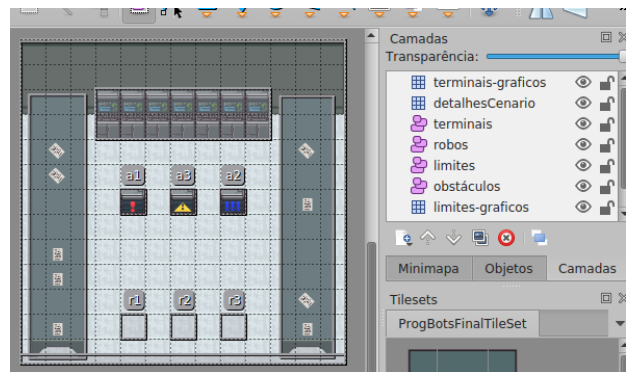 Camadas
Transparência:
terminais-graficos
detalhesCenario
terminais
robos
limites
obstáculos
limites-graficos
Minimapa Objetos Camadas
Tilesets
ProgBotsFinalTileSet
a1 a3 a2
r1 r2 r3